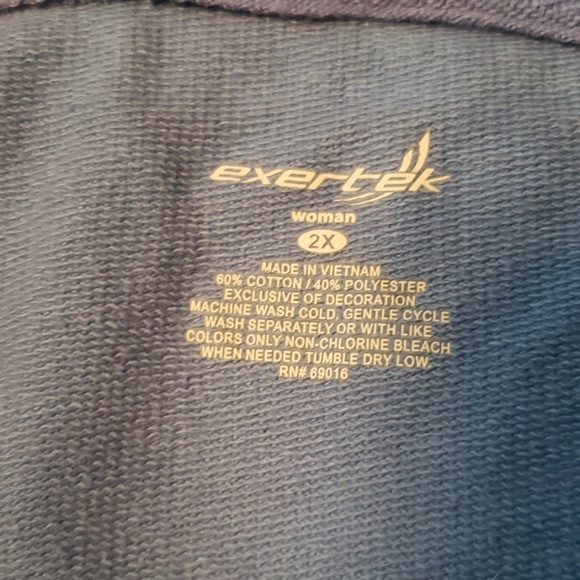 exertek
woman
2X
MADE IN VIETNAM
60% COTTON / 40% POLYESTER
EXCLUSIVE OF DECORATION
MACHINE WASH COLD, GENTLE CYCLE
WASH SEPARATELY OR WITH LIKE
COLORS ONLY NON-CHLORINE BLEACH
WHEN NEEDED TUMBLE DRY LOW.
RN# 69016